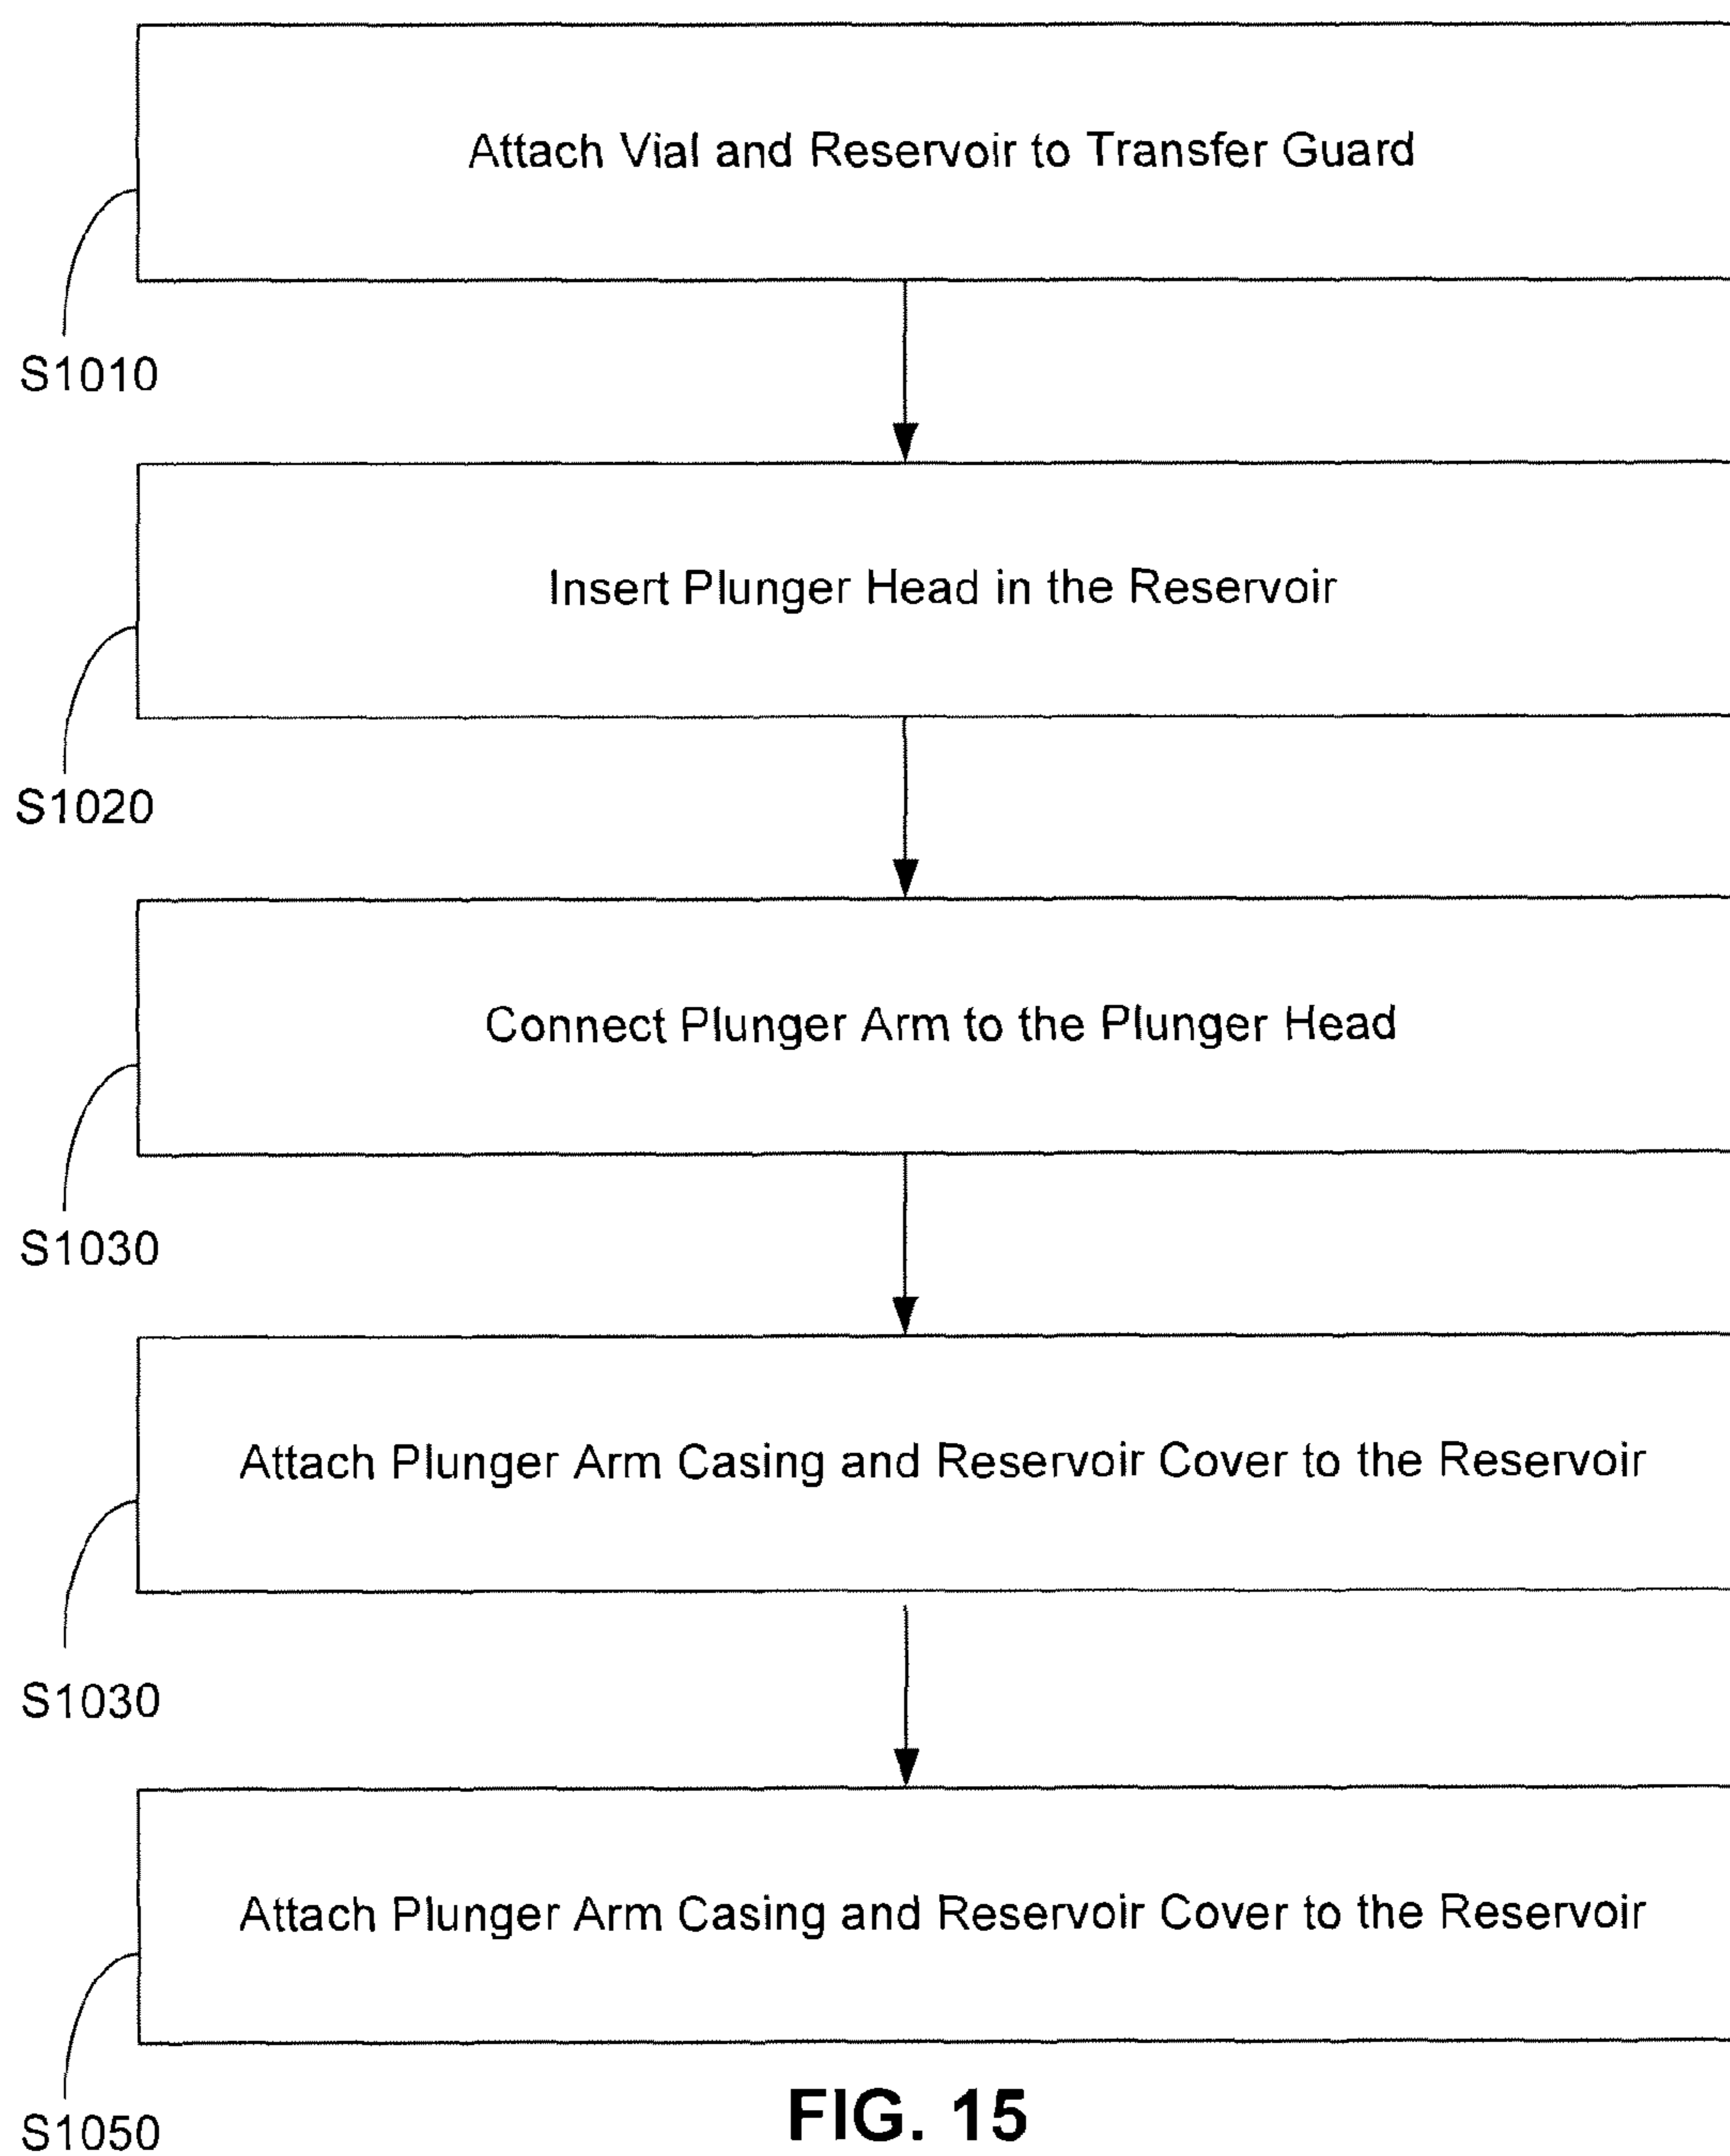 Attach Vial and Reservoir to Transfer Guard
S1010
Insert Plunger Head in the Reservoir
S1020
Connect Plunger Arm to the Plunger Head
S1030
Attach Plunger Arm Casing and Reservoir Cover to the Reservoir
S1030
Attach Plunger Arm Casing and Reservoir Cover to the Reservoir
S1050
FIG. 15